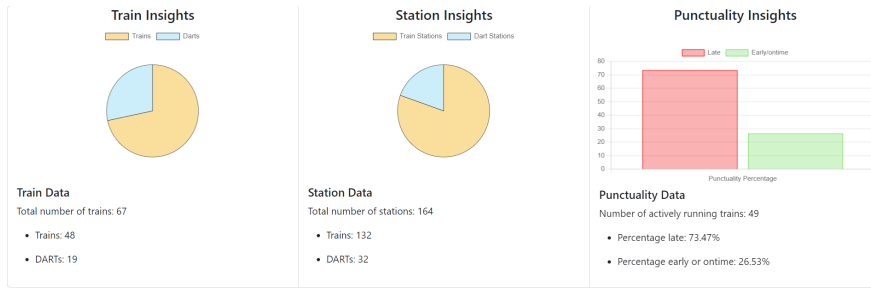 Train Insights
Trains Darts
Train Data
Total number of trains: 67
Trains: 48
DARTs: 19
Station Insights
Train Stations Dart Stations
Station Data
Total number of stations: 164
Trains: 132
DARTs: 32
Punctuality Insights
Late Early/ontime
80
70
60
50
40
30
20
10
0
Punctuality Percentage
Punctuality Data
Number of actively running trains: 49
Percentage late: 73.47%
Percentage early or ontime: 26.53%